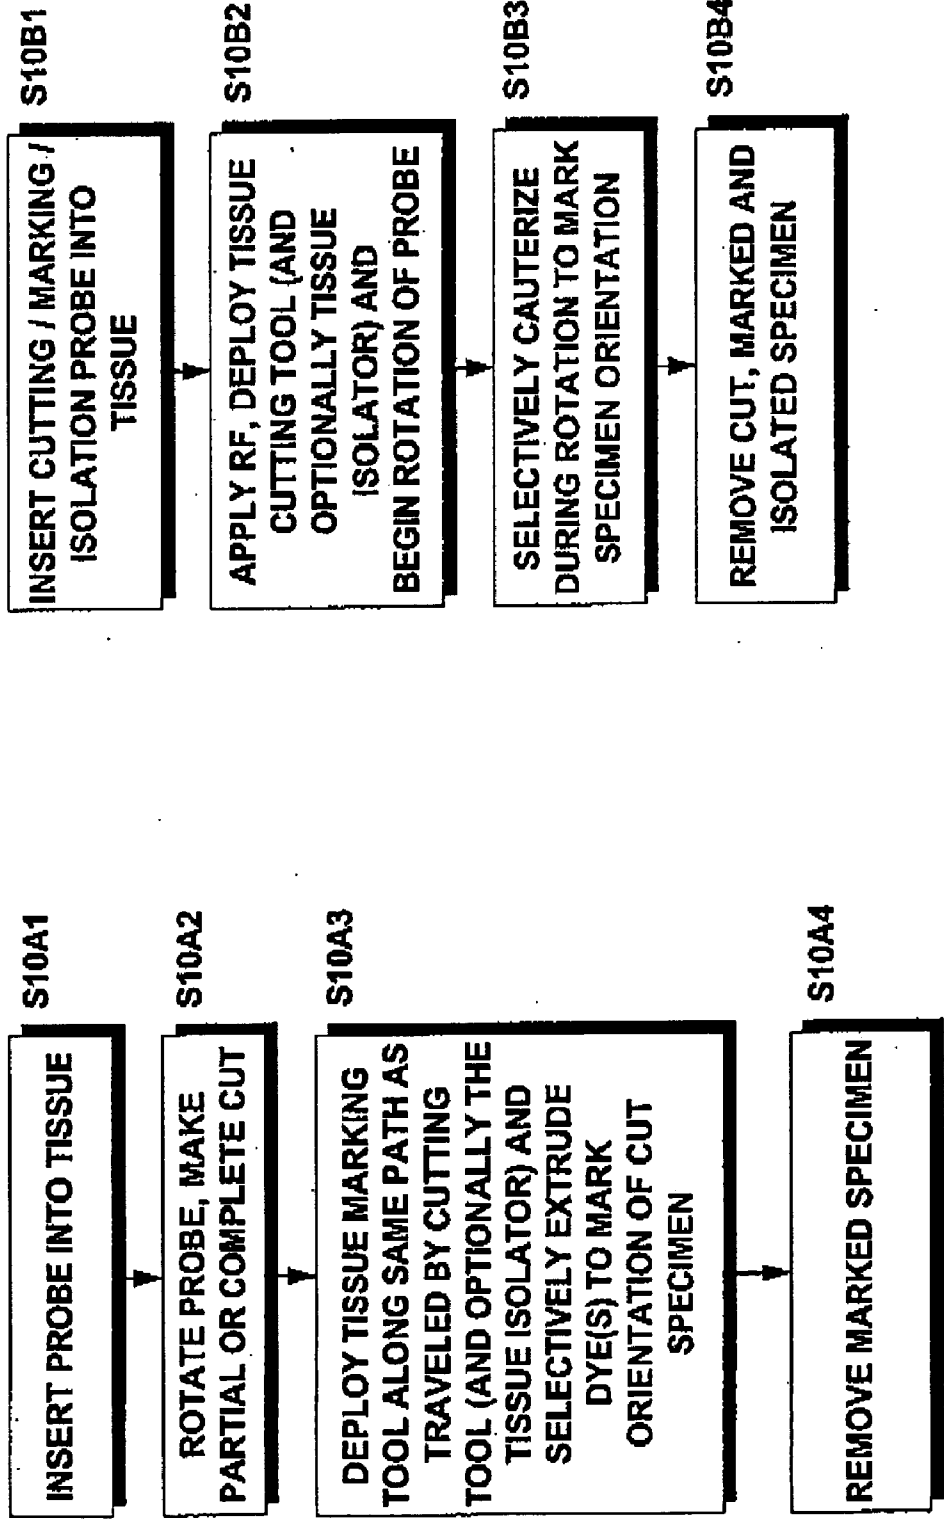 INSERT PROBE INTO TISSUE
S10A1
ROTATE PROBE, MAKE
PARTIAL OR COMPLETE CUT
S10A2
DEPLOY TISSUE MARKING
TOOL ALONG SAME PATH AS
TRAVELED BY CUTTING
TOOL (AND OPTIONALLY THE
TISSUE ISOLATOR) AND
SELECTIVELY EXTRUDE
DYE(S) TO MARK
ORIENTATION OF CUT
SPECIMEN
S10A3
REMOVE MARKED SPECIMEN
S10A4
INSERT CUTTING / MARKING /
ISOLATION PROBE INTO
TISSUE
S10B1
APPLY RF, DEPLOY TISSUE
CUTTING TOOL (AND
OPTIONALLY TISSUE
ISOLATOR) AND
BEGIN ROTATION OF PROBE
S10B2
SELECTIVELY CAUTERIZE
DURING ROTATION TO MARK
SPECIMEN ORIENTATION
S10B3
REMOVE CUT, MARKED AND
ISOLATED SPECIMEN
S10B4